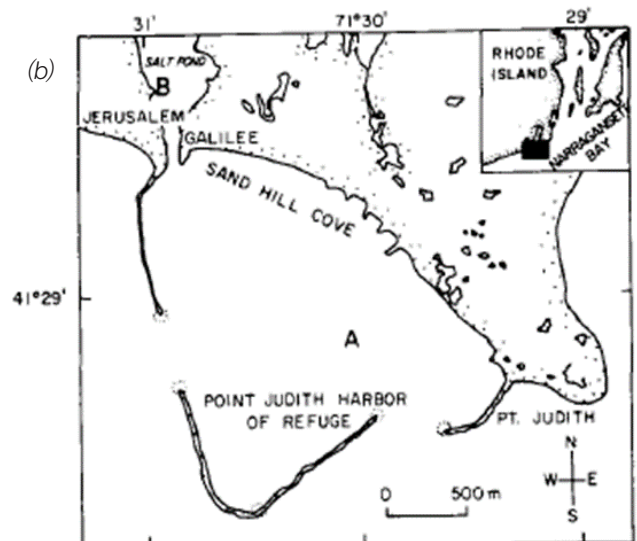 (b)
31'
71°30'
29'
SALT POND
B
RHODE
ISLAND
JERUSALEM
GALILEE
NARRAGANSETT
BAY
SAND HILL COVE
41°29'
A
POINT JUDITH HARBOR
OF REFUGE
PT. JUDITH
N
W E
S
0 500 m